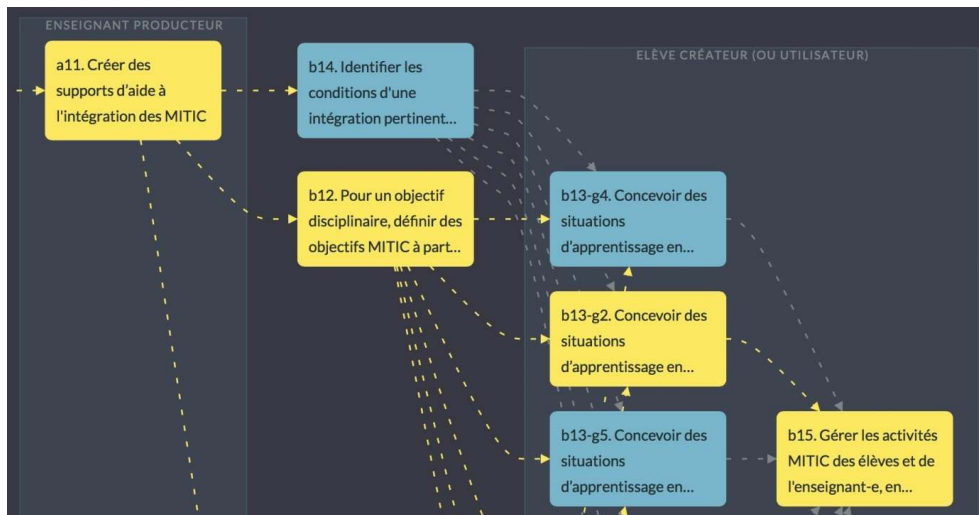 ENSEIGNANT PRODUCTEUR
a11. Créer des
supports d’aide à
l'intégration des MITIC
b14. Identifier les
conditions d'une
intégration pertinent...
ELÈVE CRÉATEUR (OU UTILISATEUR)
b12. Pour un objectif
disciplinaire, définir des
objectifs MITIC à part...
b13-g4. Concevoir des
situations
d’apprentissage en...
b13-g2. Concevoir des
situations
d’apprentissage en...
b13-g5. Concevoir des
situations
d’apprentissage en...
b15. Gérer les activités
MITIC des élèves et de
l'enseignant-e, en...